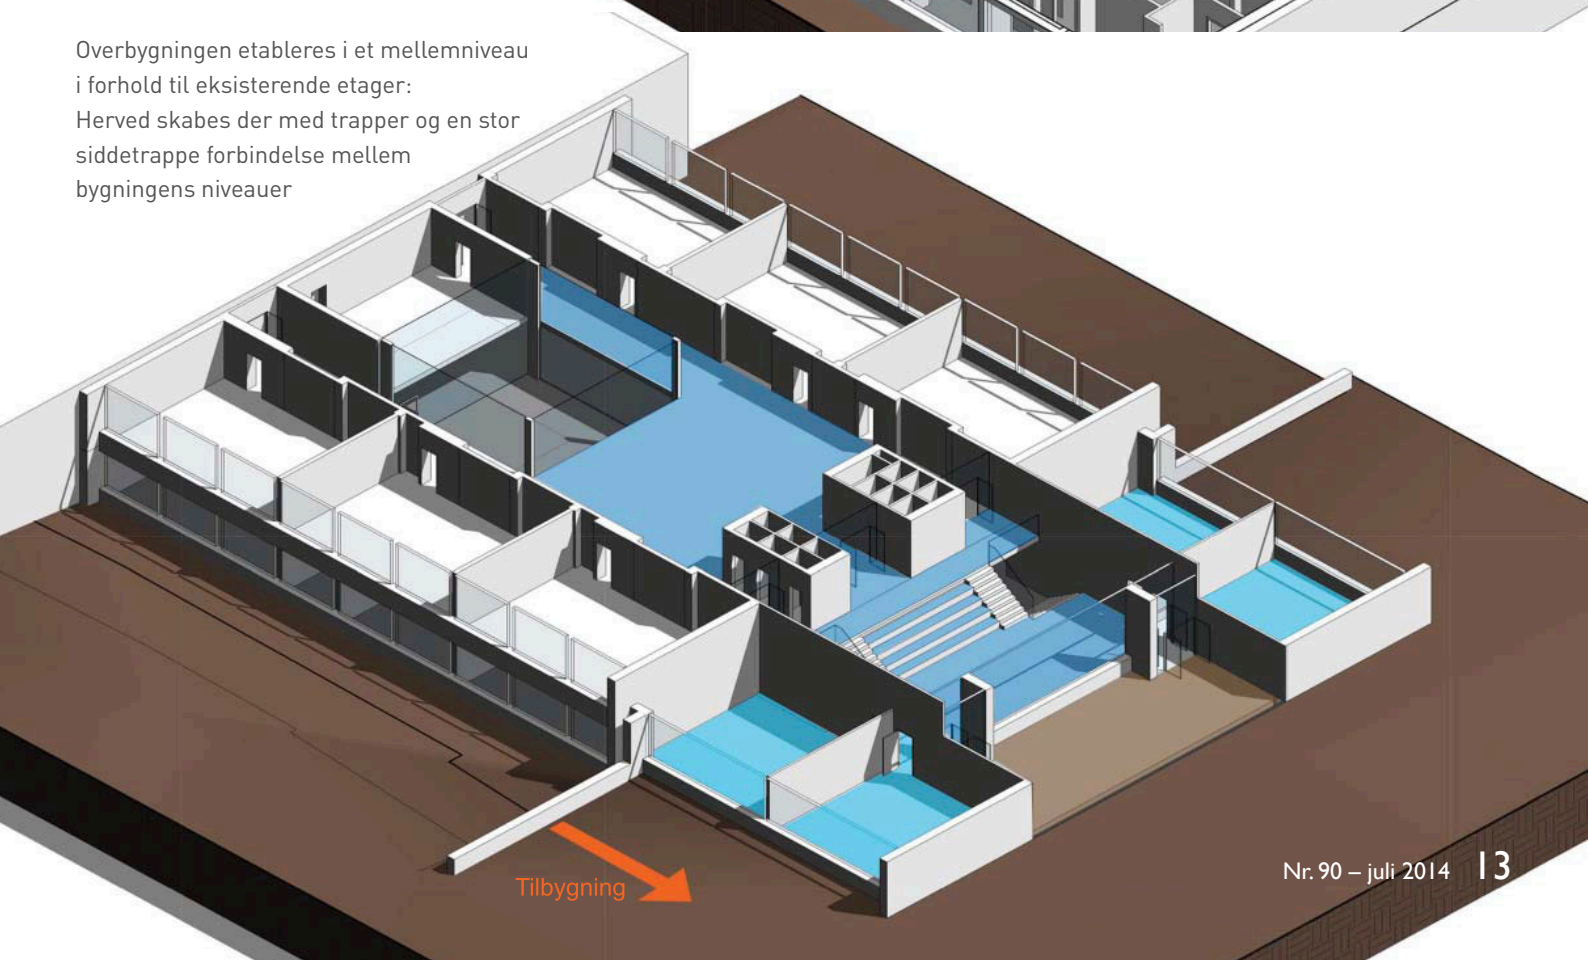 Overbygningen etableres i et mellemniveau
i forhold til eksisterende etager:
Herved skabes der med trapper og en stor
siddetrappe forbindelse mellem
bygningens niveauer
Tilbygning
Nr. 90 – juli 2014 13